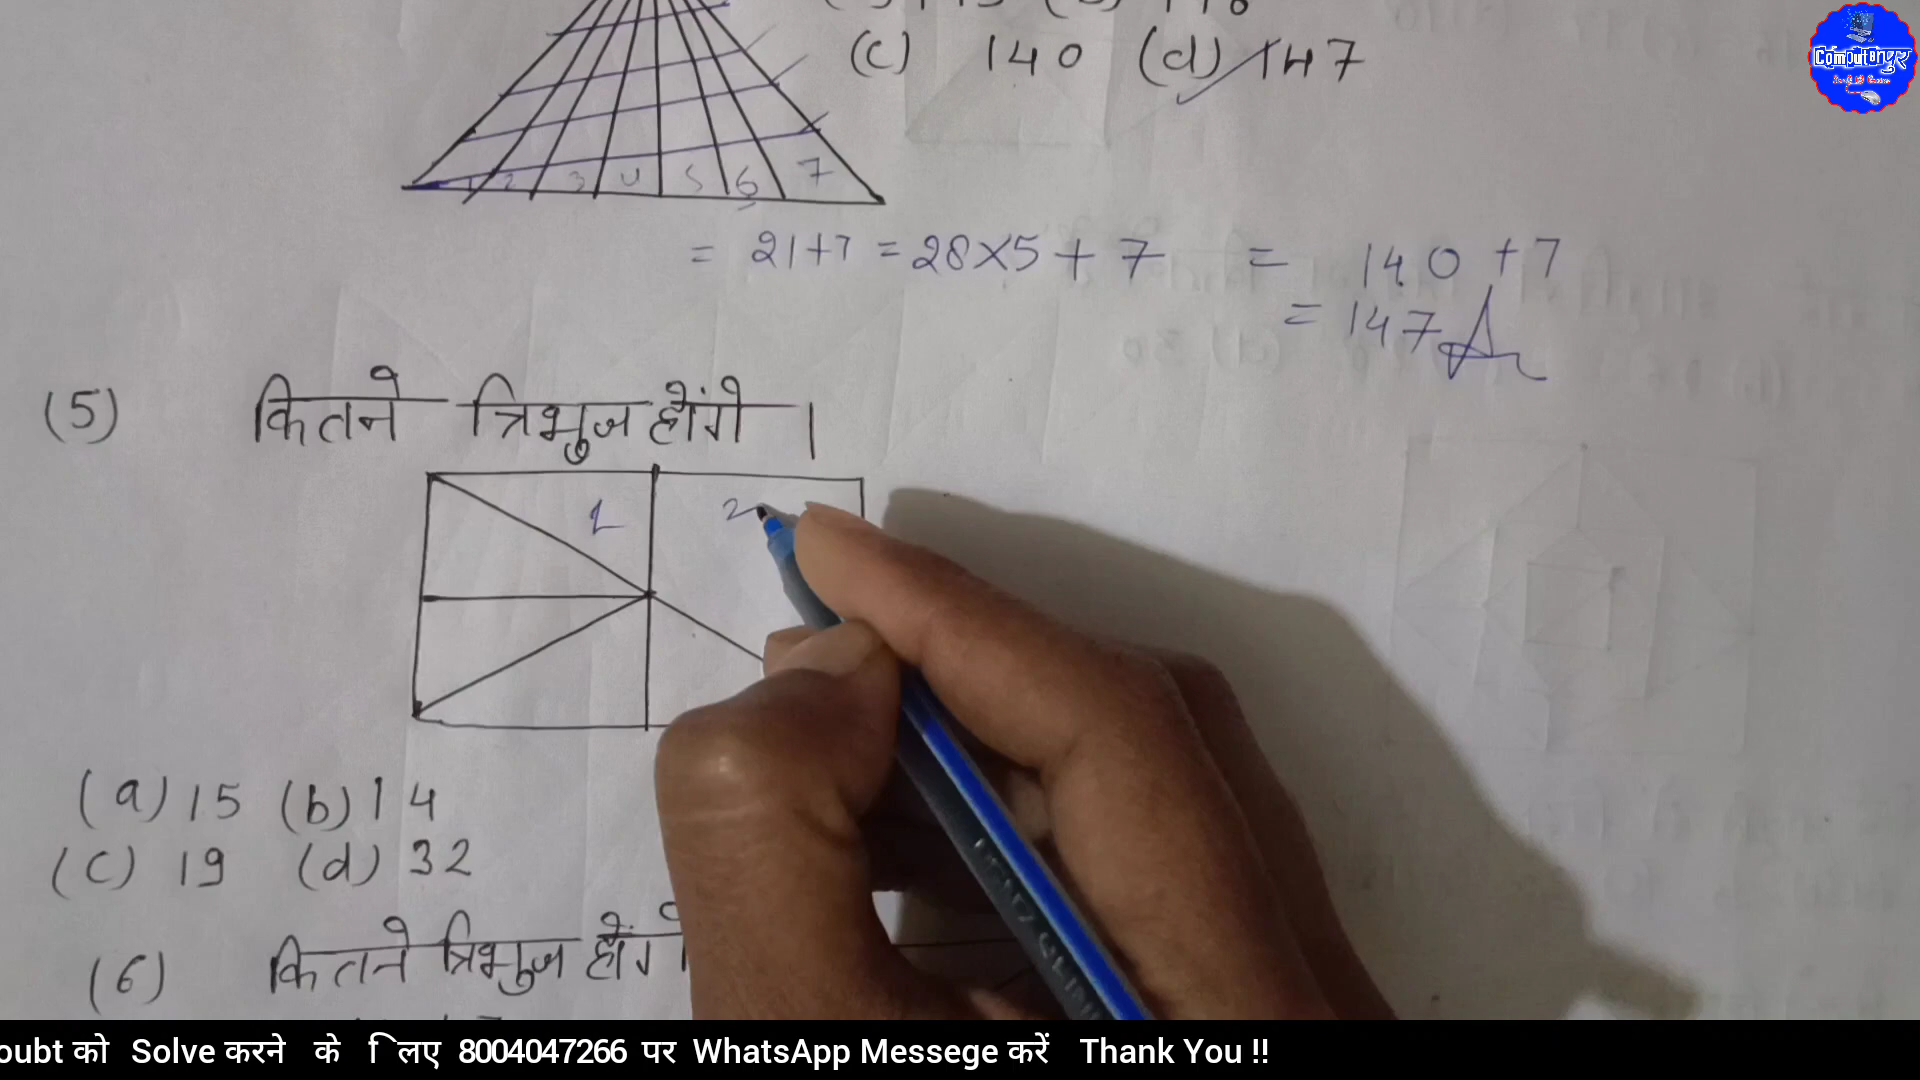 (c) 140 (d) 147
1 2 3 4 5 6 7
= 21+7 = 28×5 + 7 = 140 + 7
= 147 A
(5) कितने त्रिभुज होंगे ।
1 2
(a) 15 (b) 14
(c) 19 (d) 32
(6) कितने त्रिभुज होंगे
oubt को Solve करने के लिए 8004047266 पर WhatsApp Messege करें Thank You !!